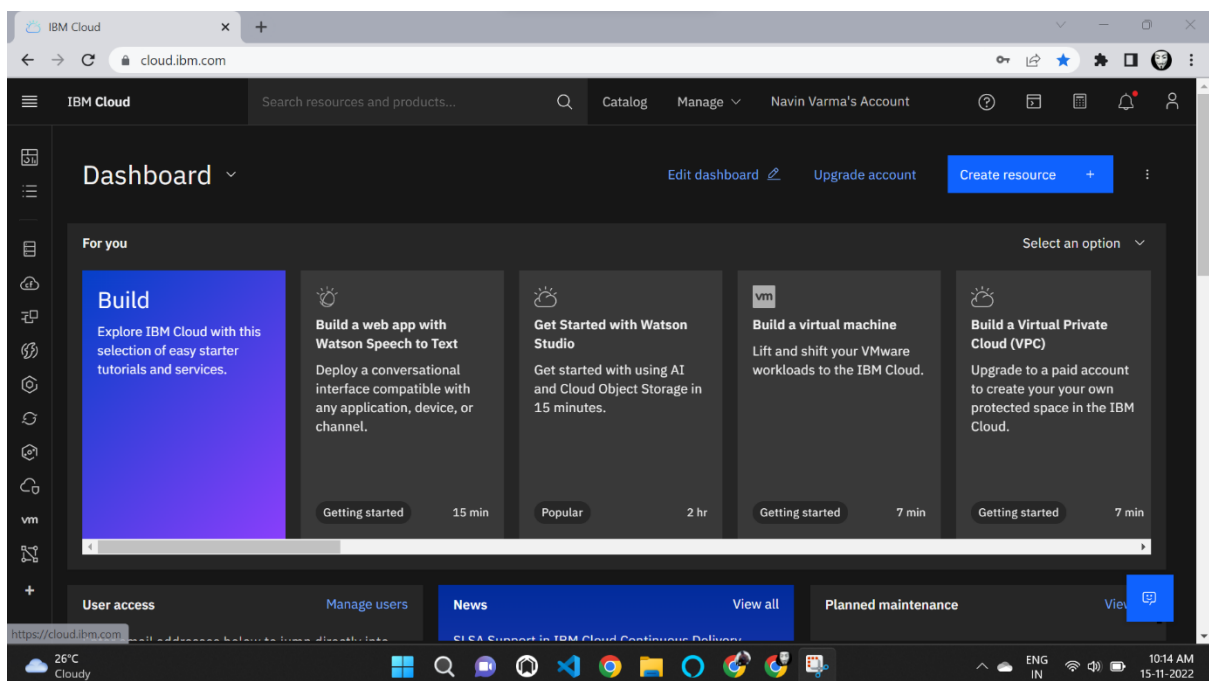 IBM Cloud
cloud.ibm.com
IBM Cloud Search resources and products... Catalog Manage Navin Varma's Account
Dashboard Edit dashboard Upgrade account Create resource +
For you Select an option
Build
Explore IBM Cloud with this
selection of easy starter
tutorials and services.
Build a web app with
Watson Speech to Text
Deploy a conversational
interface compatible with
any application, device, or
channel.
Getting started 15 min
Get Started with Watson
Studio
Get started with using AI
and Cloud Object Storage in
15 minutes.
Popular 2 hr
vm
Build a virtual machine
Lift and shift your VMware
workloads to the IBM Cloud.
Getting started 7 min
Build a Virtual Private
Cloud (VPC)
Upgrade to a paid account
to create your your own
protected space in the IBM
Cloud.
Getting started 7 min
vm
User access Manage users
News View all
Planned maintenance
https://cloud.ibm.com
SLSA Support in IBM Cloud Continuous Delivery
26°C
Cloudy
ENG
IN
10:14 AM
15-11-2022